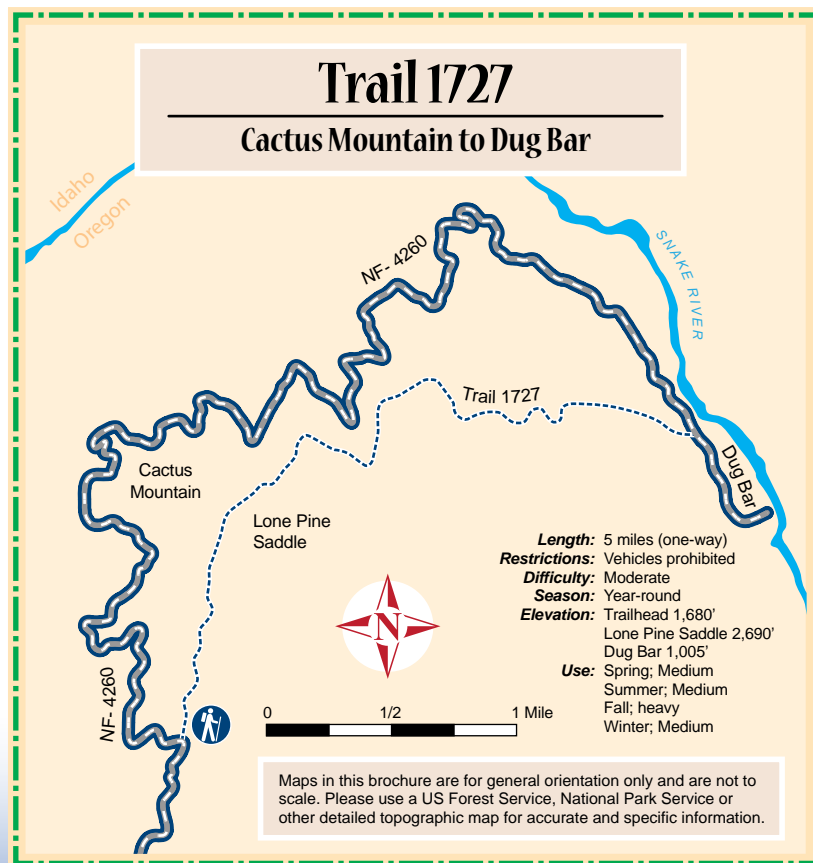 Trail 1727
Cactus Mountain to Dug Bar
Idaho
Oregon
NF- 4260
SNAKE RIVER
Trail 1727
Cactus
Mountain
Dug Bar
Lone Pine
Saddle
Length: 5 miles (one-way)
Restrictions: Vehicles prohibited
Difficulty: Moderate
Season: Year-round
Elevation: Trailhead 1,680’
Lone Pine Saddle 2,690’
Dug Bar 1,005’
Use: Spring; Medium
Summer; Medium
Fall; heavy
Winter; Medium
N
NF- 4260
0 1/2 1 Mile
Maps in this brochure are for general orientation only and are not to
scale. Please use a US Forest Service, National Park Service or
other detailed topographic map for accurate and specific information.